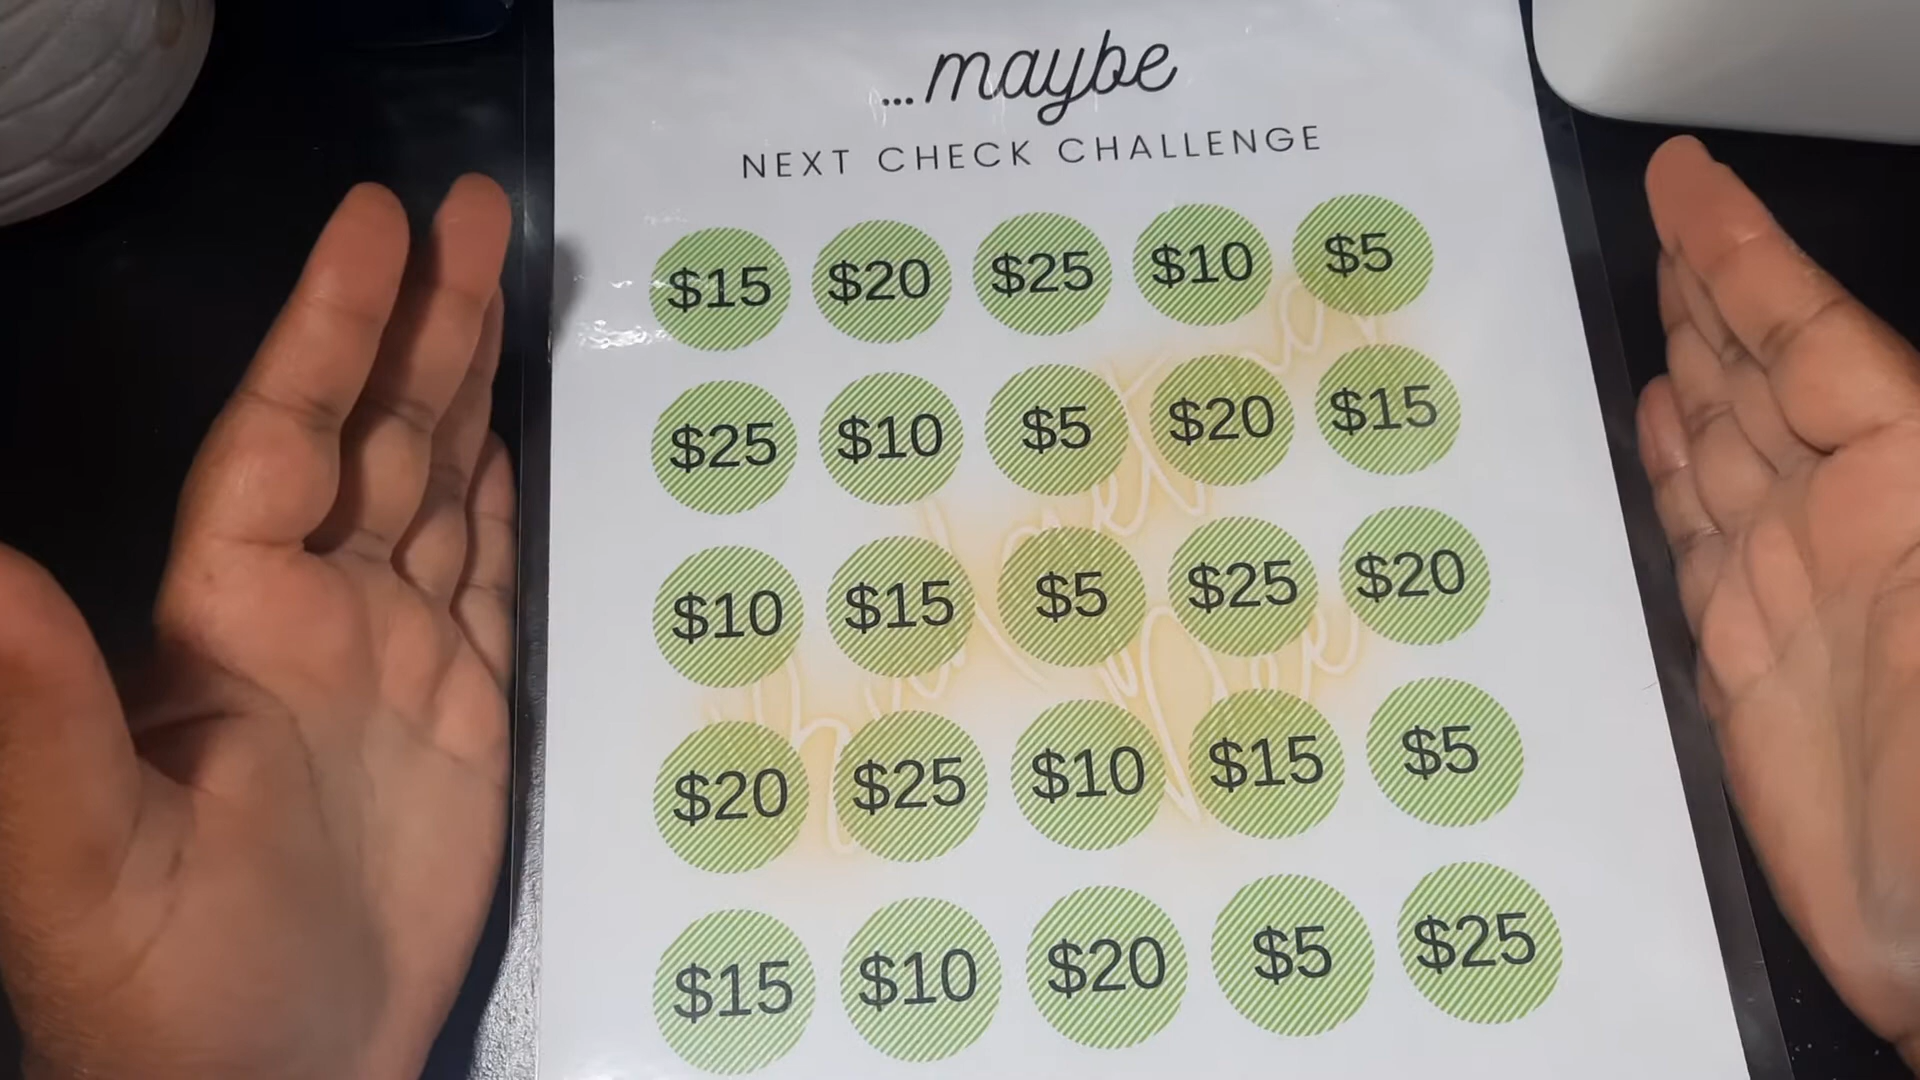 ...maybe
NEXT CHECK CHALLENGE
$15 $20 $25 $10 $5
$25 $10 $5 $20 $15
$10 $15 $5 $25 $20
$20 $25 $10 $15 $5
$15 $10 $20 $5 $25